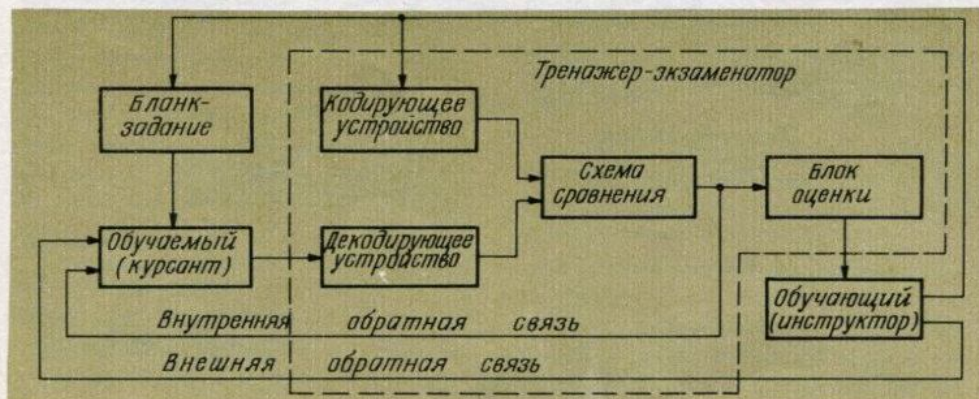 Тренажер-экзаменатор
Бланк-
задание
Кодирующее
устройство
Схема
сравнения
Блок
оценки
Обучаемый
(курсант)
Декодирующее
устройство
Обучающий
(инструктор)
Внутренняя обратная связь
Внешняя обратная связь